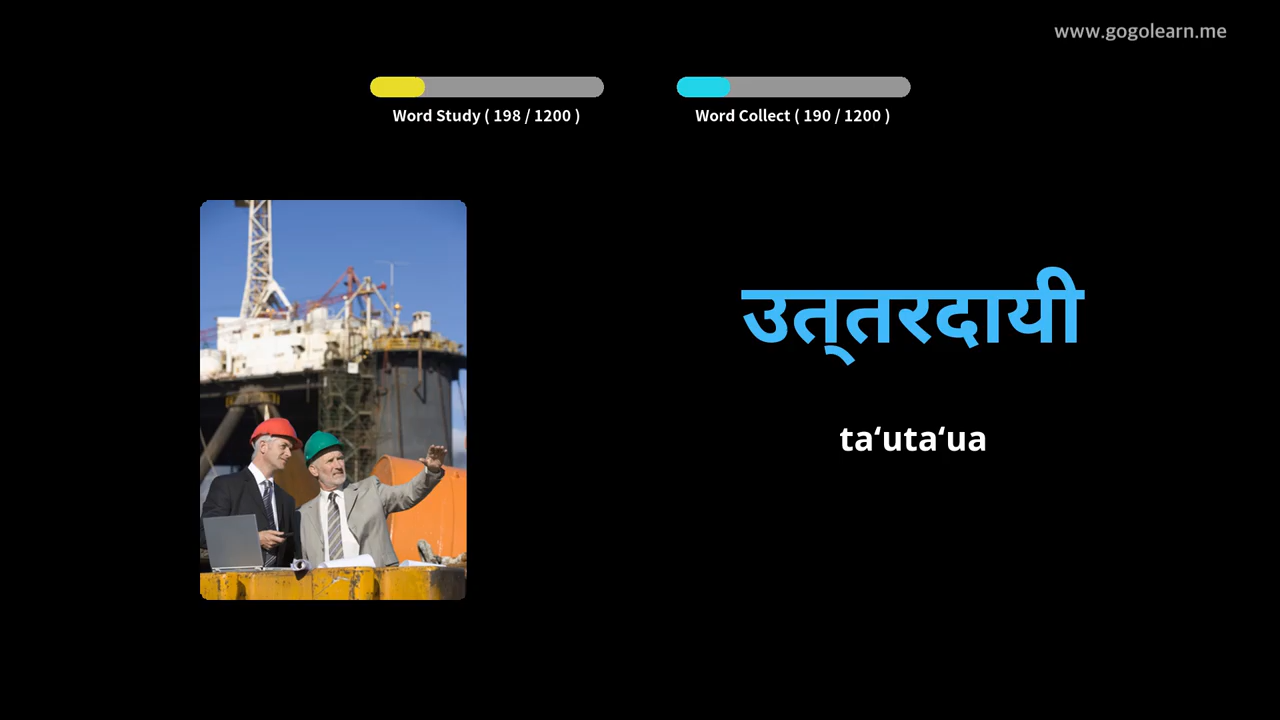 www.gogolearn.me
Word Study ( 198 / 1200 )
Word Collect ( 190 / 1200 )
उत्‌तरदायी
ta‘uta‘ua